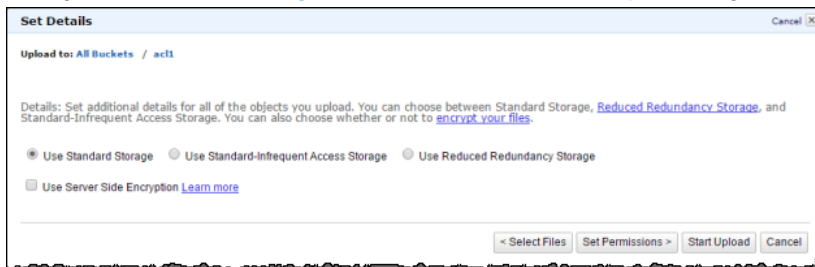 Set Details
Cancel
Upload to: All Buckets / acl1
Details: Set additional details for all of the objects you upload. You can choose between Standard Storage, Reduced Redundancy Storage, and
Standard-Infrequent Access Storage. You can also choose whether or not to encrypt your files.
Use Standard Storage Use Standard-Infrequent Access Storage Use Reduced Redundancy Storage
Use Server Side Encryption Learn more
< Select Files Set Permissions > Start Upload Cancel